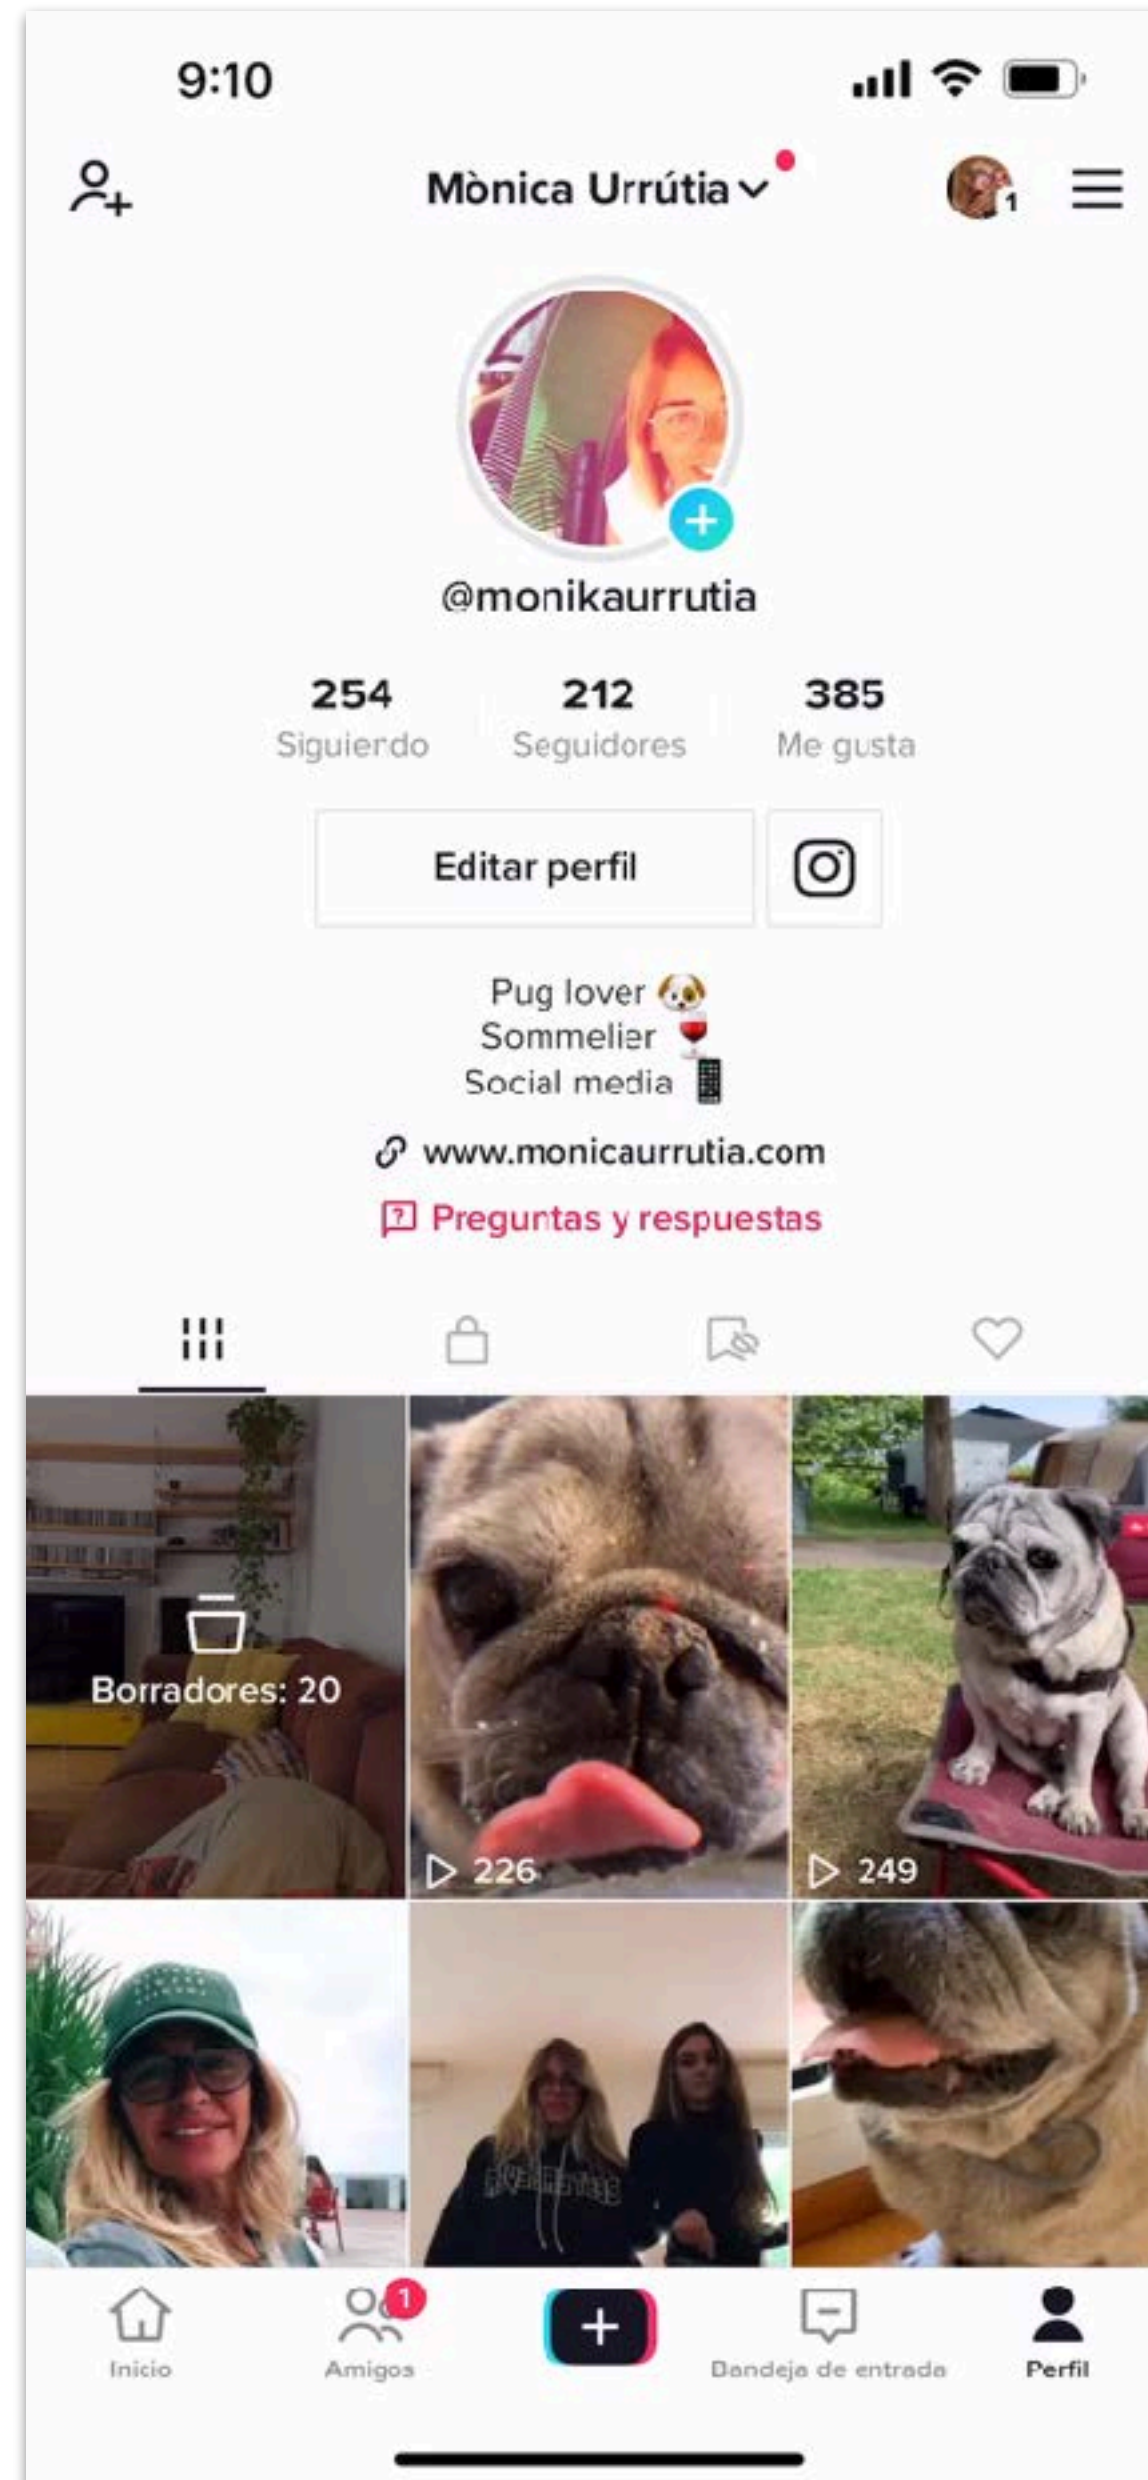 9:10
Mònica Urrútia
1
@monikaurrutia
254 212 385
Siguiendo Seguidores Me gusta
Editar perfil
Pug lover
Sommelier
Social media
www.monicaurrutia.com
Preguntas y respuestas
Borradores: 20
226
249
1
Inicio Amigos Bandeja de entrada Perfil